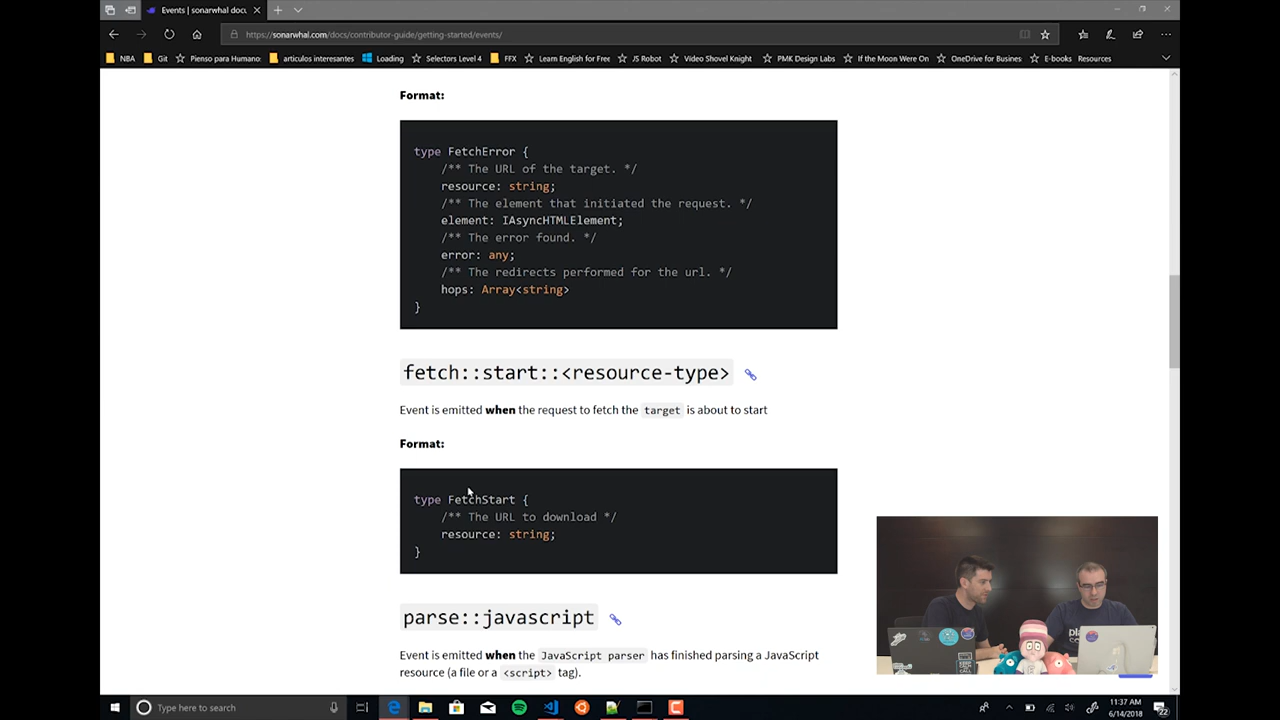 Events | sonarwhal docu
https://sonarwhal.com/docs/contributor-guide/getting-started/events/
NBA Git Pienso para Humano: articulos interesantes Loading Selectors Level 4 FFX Learn English for Free JS Robot Video Shovel Knight PMK Design Labs If the Moon Were On OneDrive for Busines E-books Resources
Format:
type FetchError {
/** The URL of the target. */
resource: string;
/** The element that initiated the request. */
element: IAsyncHTMLElement;
/** The error found. */
error: any;
/** The redirects performed for the url. */
hops: Array<string>
}
fetch::start::<resource-type>
Event is emitted when the request to fetch the target is about to start
Format:
type FetchStart {
/** The URL to download */
resource: string;
}
parse::javascript
Event is emitted when the JavaScript parser has finished parsing a JavaScript
resource (a file or a <script> tag).
Type here to search
11:37 AM
6/14/2018
22